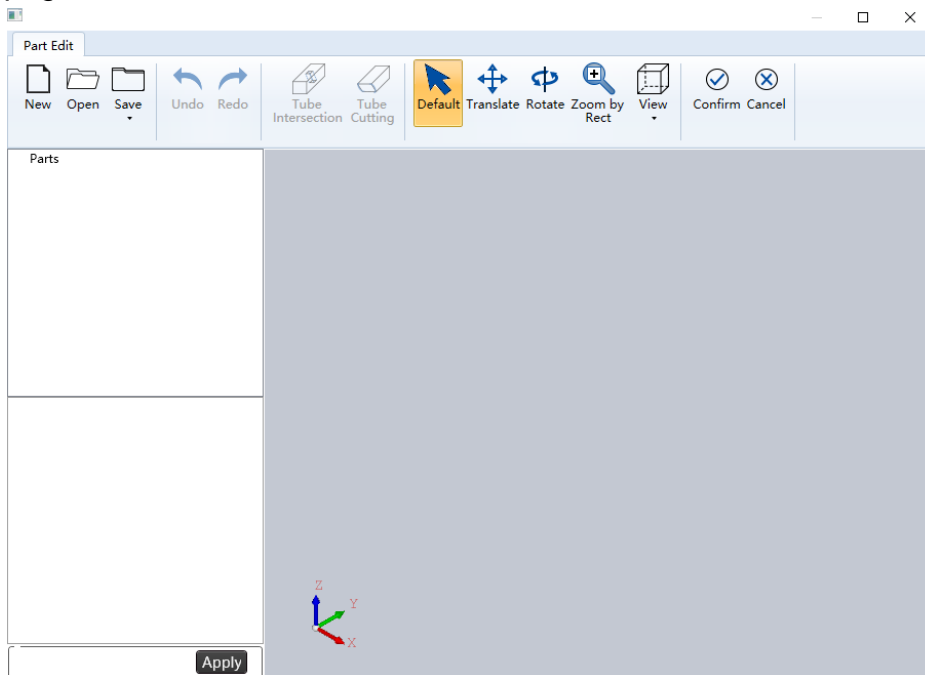 Part Edit
New Open Save Undo Redo Tube Intersection Tube Cutting Default Translate Rotate Zoom by Rect View Confirm Cancel
Parts
Z
Y
X
Apply